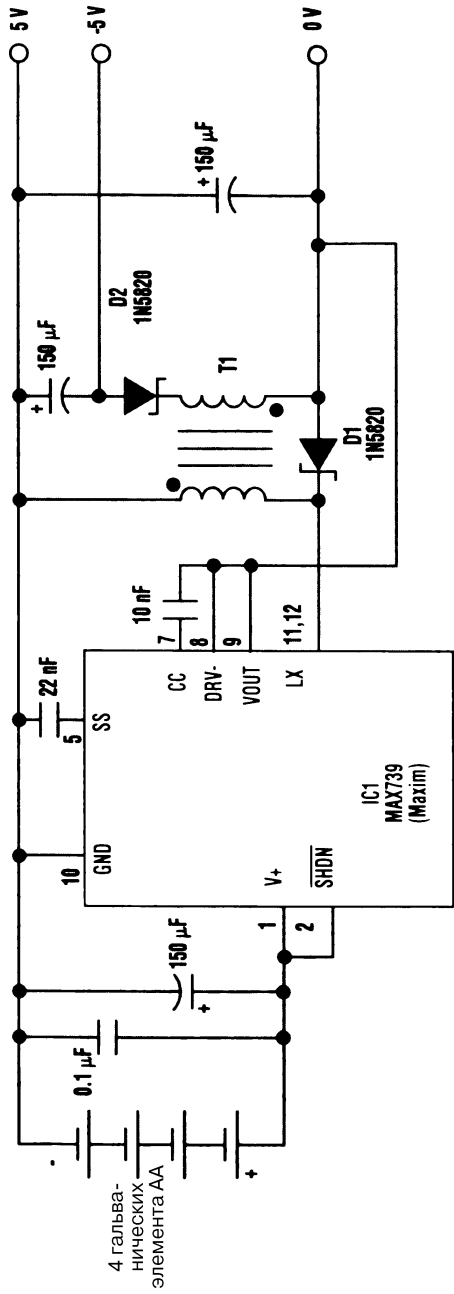 5 V
-5 V
0 V
150 µF
+
D2
1N5820
+ 150 µF
T1
D1
1N5820
22 nF
10 nF
5
SS
10
GND
7
CC
8
DRV-
9
VOUT
11,12
LX
V+
1
SHDN
2
IC1
MAX739
(Maxim)
150 µF
+
0.1 µF
-
+
4 гальва-
нических
элемента АА